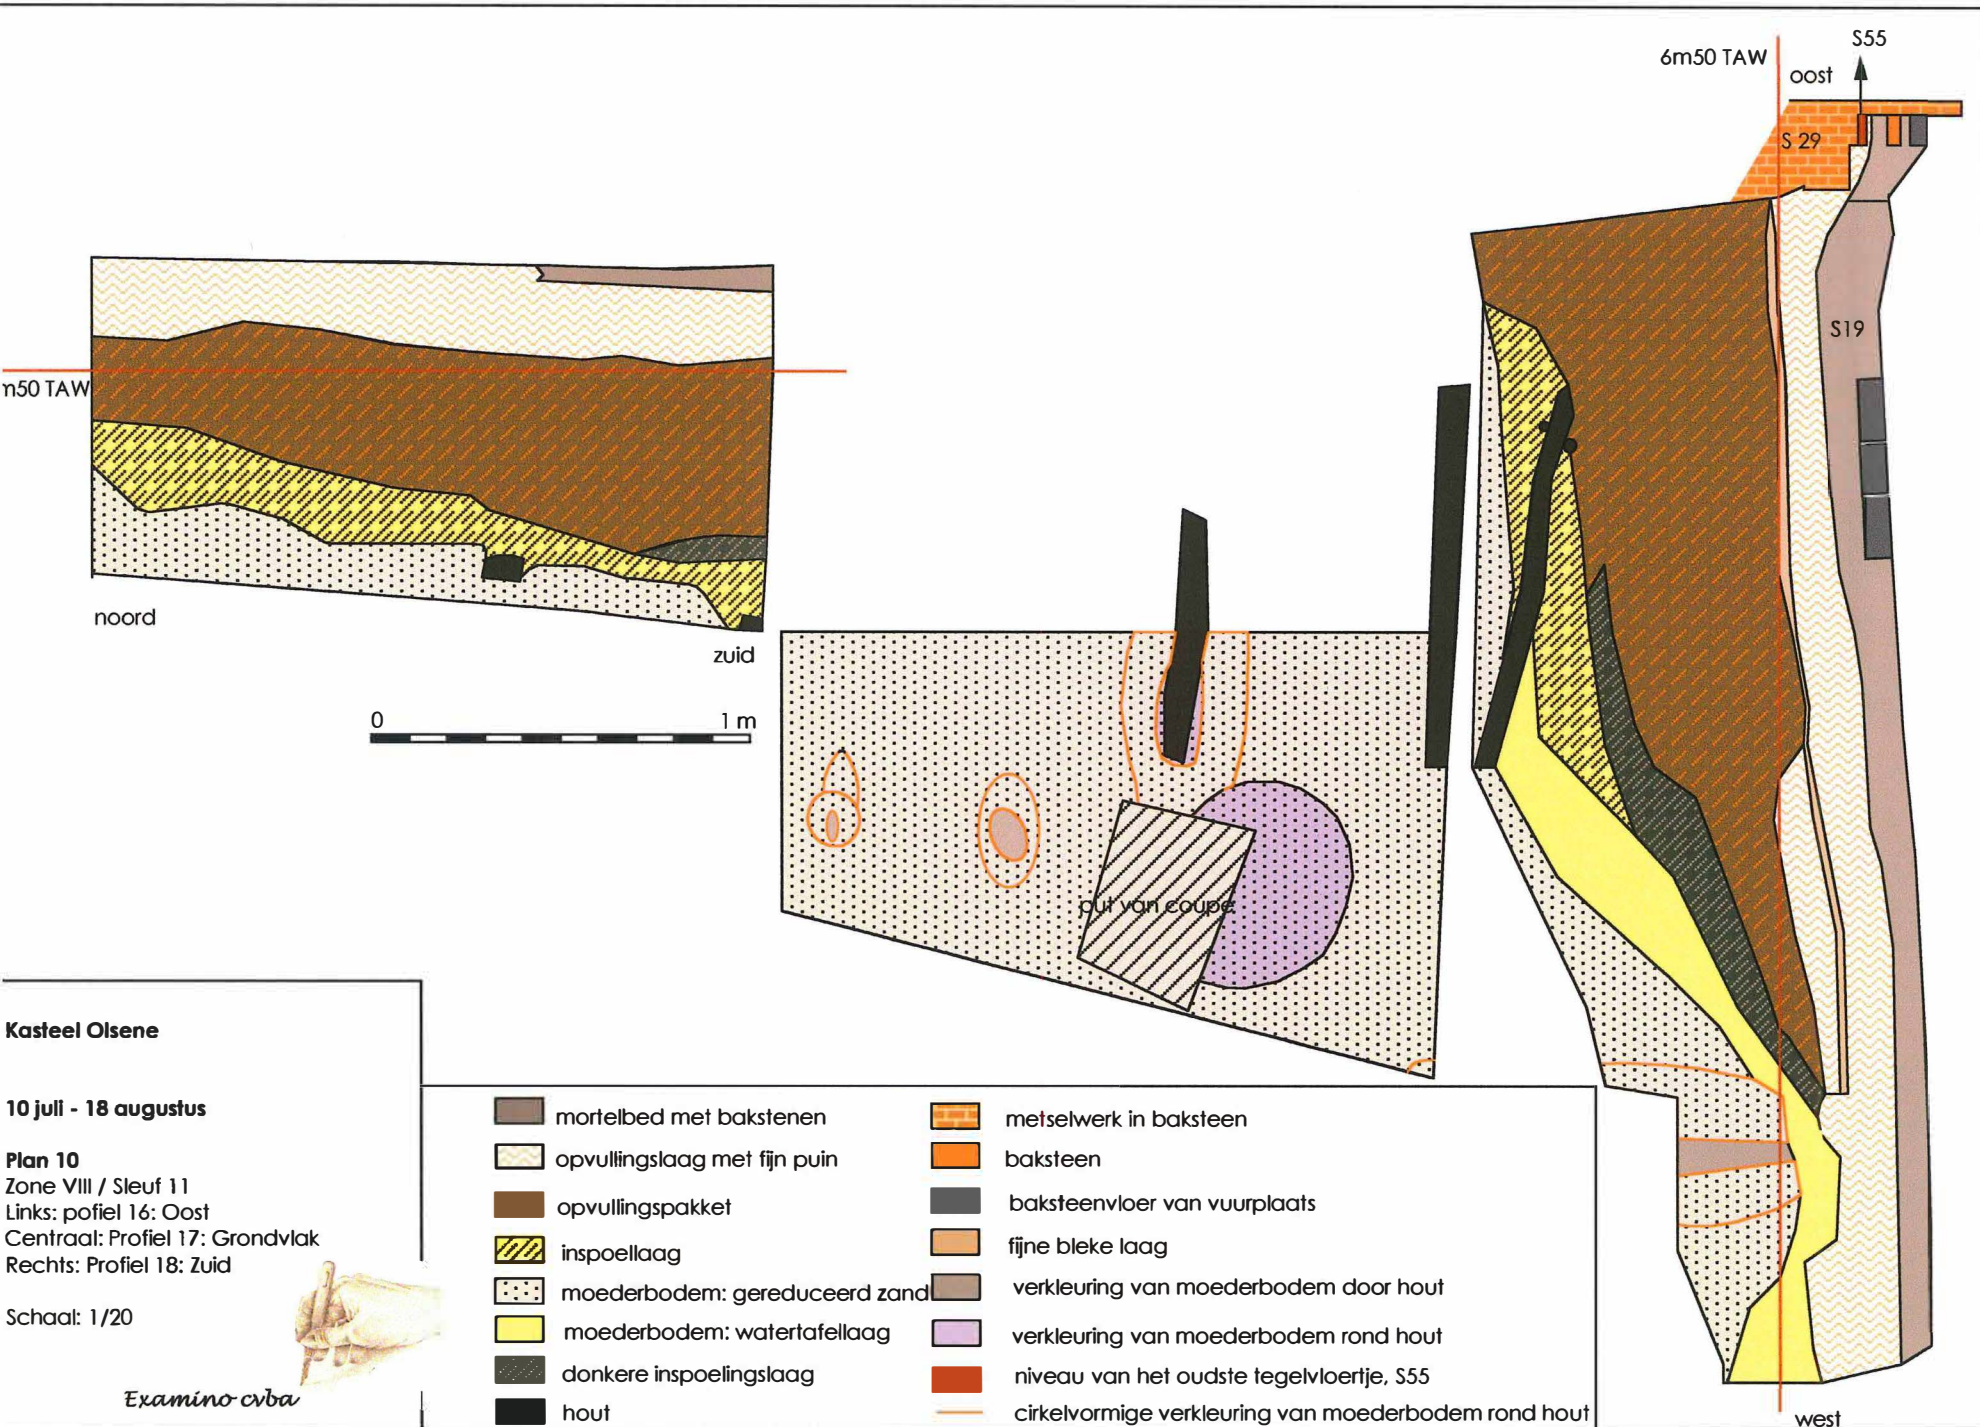 S55
6m50 TAW
oost
S 29
S19
m50 TAW
noord
zuid
0 1 m
put van coupe
Kasteel Olsene
10 juli - 18 augustus
Plan 10
Zone VIII / Sleuf 11
Links: pofiel 16: Oost
Centraal: Profiel 17: Grondvlak
Rechts: Profiel 18: Zuid
Schaal: 1/20
Examino cvba
mortelbed met bakstenen
opvullingslaag met fijn puin
opvullingspakket
inspoellaag
moederbodem: gereduceerd zand
moederbodem: watertafellaag
donkere inspoelingslaag
hout
metselwerk in baksteen
baksteen
baksteenvloer van vuurplaats
fijne bleke laag
verkleuring van moederbodem door hout
verkleuring van moederbodem rond hout
niveau van het oudste tegelvloertje, S55
cirkelvormige verkleuring van moederbodem rond hout
west